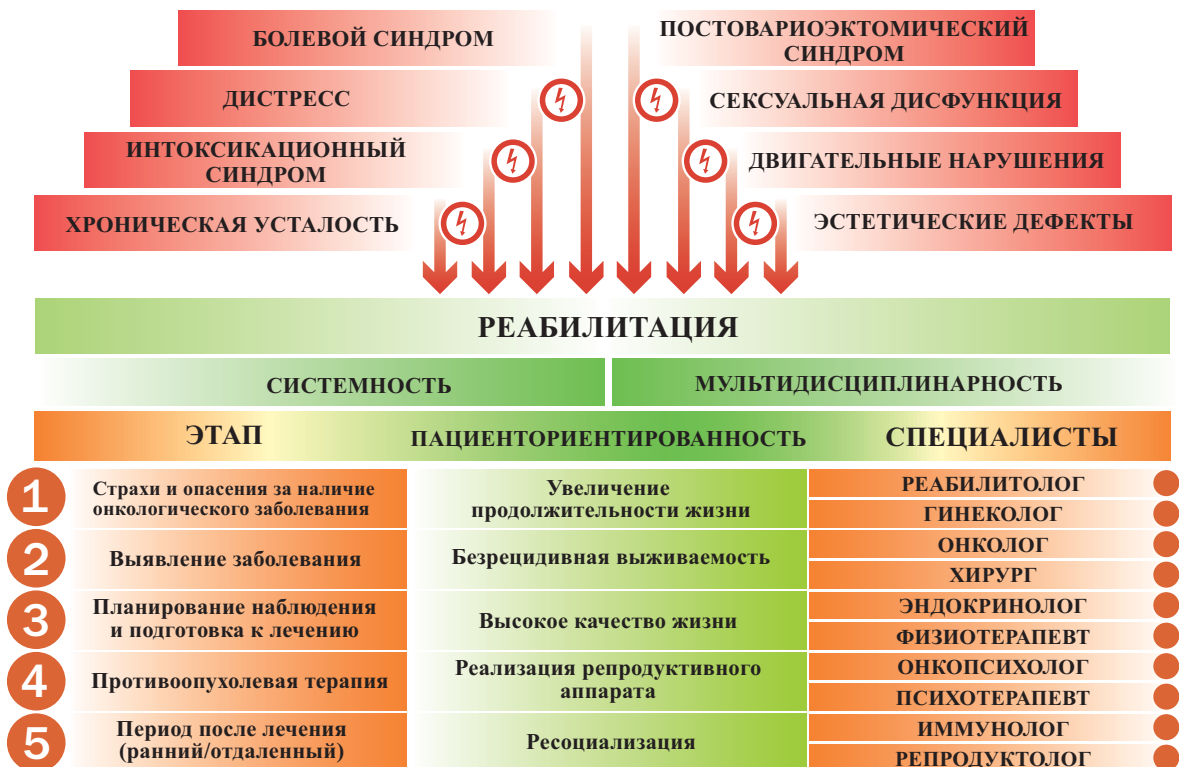 БОЛЕВОЙ СИНДРОМ
ПОСТОВАРИОЭКТОМИЧЕСКИЙ
СИНДРОМ
ДИСТРЕСС
СЕКСУАЛЬНАЯ ДИСФУНКЦИЯ
ИНТОКСИКАЦИОННЫЙ
СИНДРОМ
ДВИГАТЕЛЬНЫЕ НАРУШЕНИЯ
ХРОНИЧЕСКАЯ УСТАЛОСТЬ
ЭСТЕТИЧЕСКИЕ ДЕФЕКТЫ
РЕАБИЛИТАЦИЯ
СИСТЕМНОСТЬ
МУЛЬТИДИСЦИПЛИНАРНОСТЬ
ЭТАП
ПАЦИЕНТОРИЕНТИРОВАННОСТЬ
СПЕЦИАЛИСТЫ
1
Страхи и опасения за наличие
онкологического заболевания
Увеличение
продолжительности жизни
РЕАБИЛИТОЛОГ
ГИНЕКОЛОГ
2
Выявление заболевания
Безрецидивная выживаемость
ОНКОЛОГ
ХИРУРГ
3
Планирование наблюдения
и подготовка к лечению
Высокое качество жизни
ЭНДОКРИНОЛОГ
ФИЗИОТЕРАПЕВТ
4
Противоопухолевая терапия
Реализация репродуктивного
аппарата
ОНКОПСИХОЛОГ
ПСИХОТЕРАПЕВТ
5
Период после лечения
(ранний/отдаленный)
Ресоциализация
ИММУНОЛОГ
РЕПРОДУКТОЛОГ